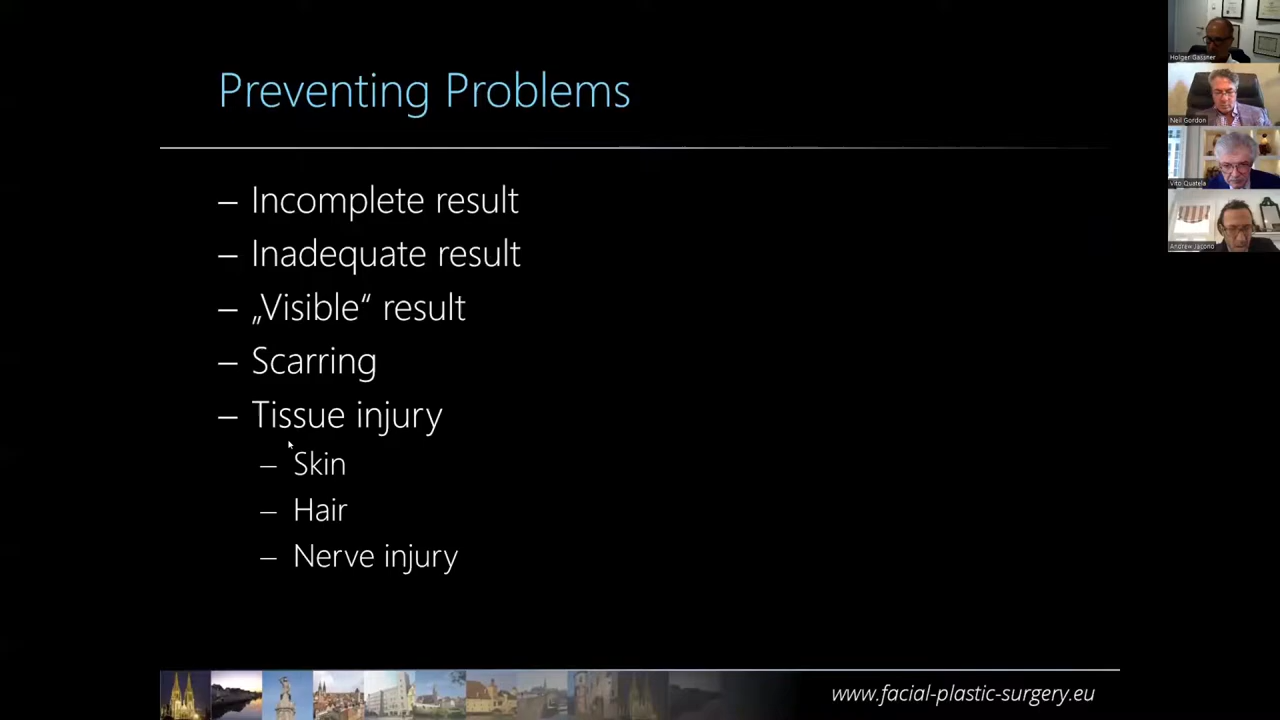 Preventing Problems
– Incomplete result
– Inadequate result
– „Visible“ result
– Scarring
– Tissue injury
– Skin
– Hair
– Nerve injury
www.facial-plastic-surgery.eu
Holger Gassner
Neil Gordon
Vito Quatela
Andrew Jacono